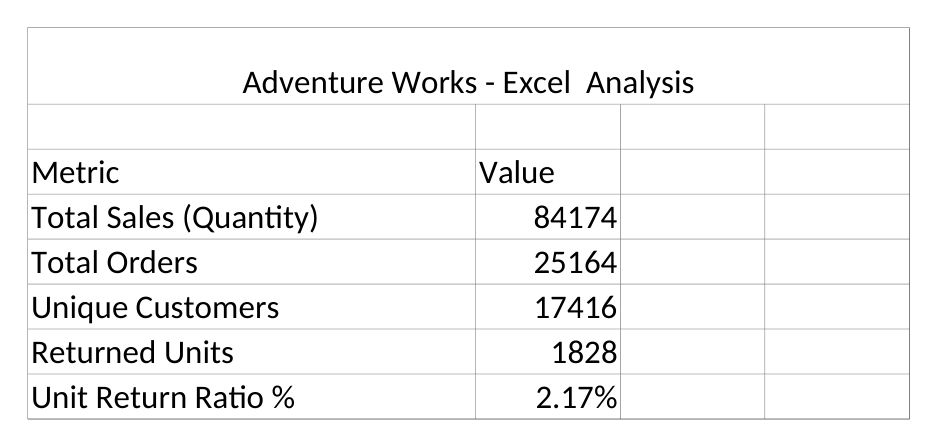 Adventure Works - Excel  Analysis
Metric Value
Total Sales (Quantity) 84174
Total Orders 25164
Unique Customers 17416
Returned Units 1828
Unit Return Ratio % 2.17%